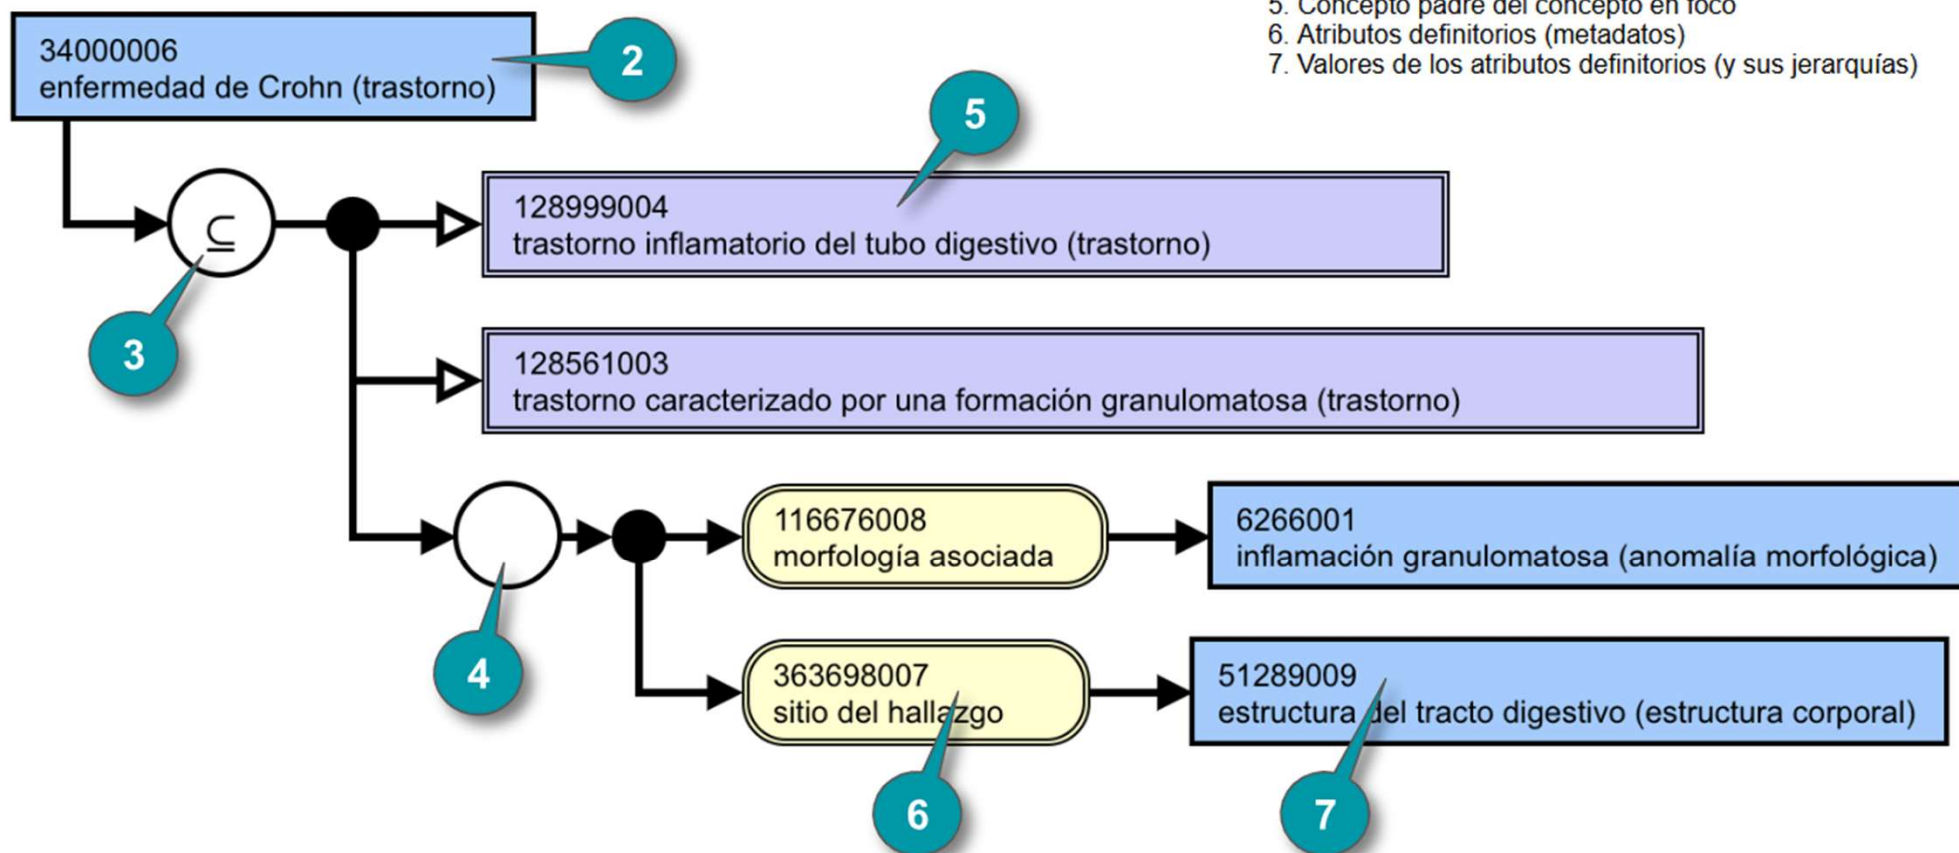 5. Concepto padre del concepto en foco
6. Atributos definitorios (metadatos)
7. Valores de los atributos definitorios (y sus jerarquías)
34000006
enfermedad de Crohn (trastorno)
2
5
⊆
3
128999004
trastorno inflamatorio del tubo digestivo (trastorno)
128561003
trastorno caracterizado por una formación granulomatosa (trastorno)
4
116676008
morfología asociada
6266001
inflamación granulomatosa (anomalía morfológica)
363698007
sitio del hallazgo
51289009
estructura del tracto digestivo (estructura corporal)
6
7